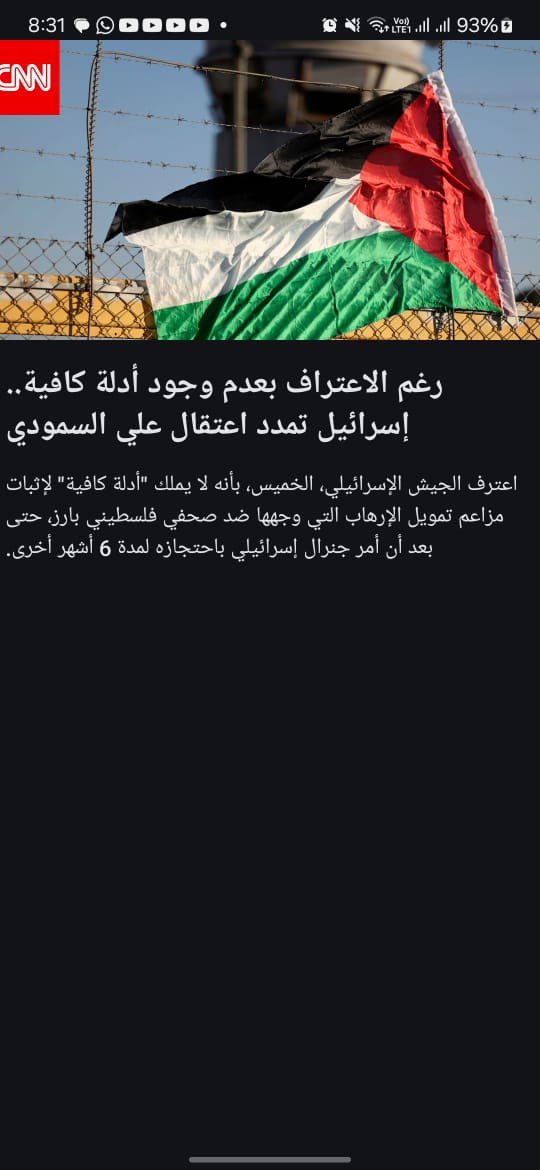 8:31
Vo)) LTE1 93%
CNN
رغم الاعتراف بعدم وجود أدلة كافية..
إسرائيل تمدد اعتقال علي السمودي
اعترف الجيش الإسرائيلي، الخميس، بأنه لا يملك "أدلة كافية" لإثبات
مزاعم تمويل الإرهاب التي وجهها ضد صحفي فلسطيني بارز، حتى
بعد أن أمر جنرال إسرائيلي باحتجازه لمدة 6 أشهر أخرى.